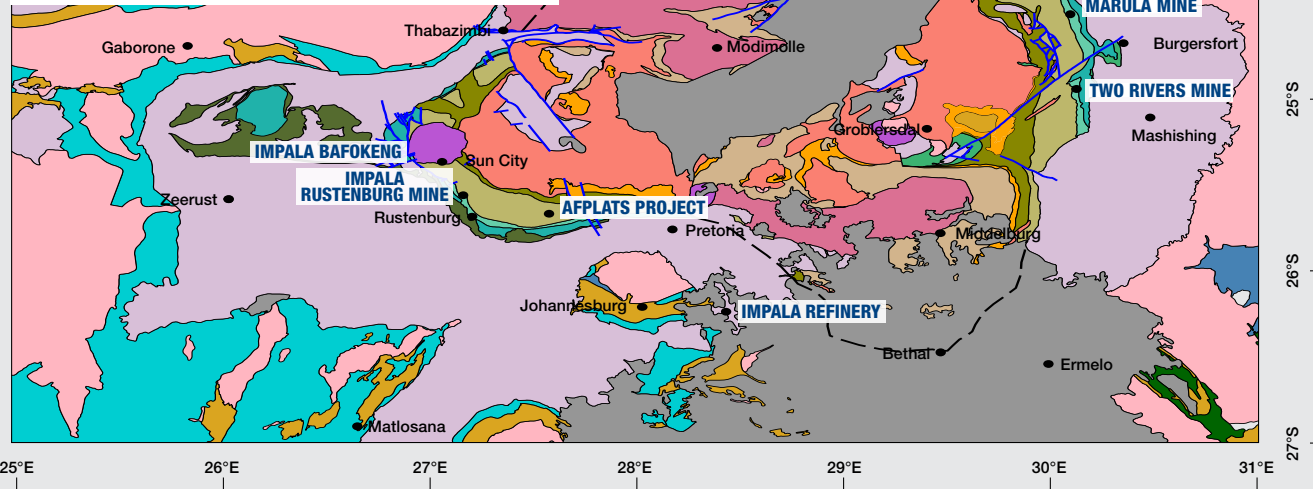 MARULA MINE
Thabazimbi
Gaborone
Modimolle
Burgersfort
TWO RIVERS MINE
25°S
Groblersdal
Mashishing
IMPALA BAFOKENG
Sun City
IMPALA
RUSTENBURG MINE
Zeerust
AFPLATS PROJECT
Rustenburg
Pretoria
Middelburg
26°S
Johannesburg
IMPALA REFINERY
Bethal
Ermelo
Matlosana
27°S
25°E
26°E
27°E
28°E
29°E
30°E
31°E